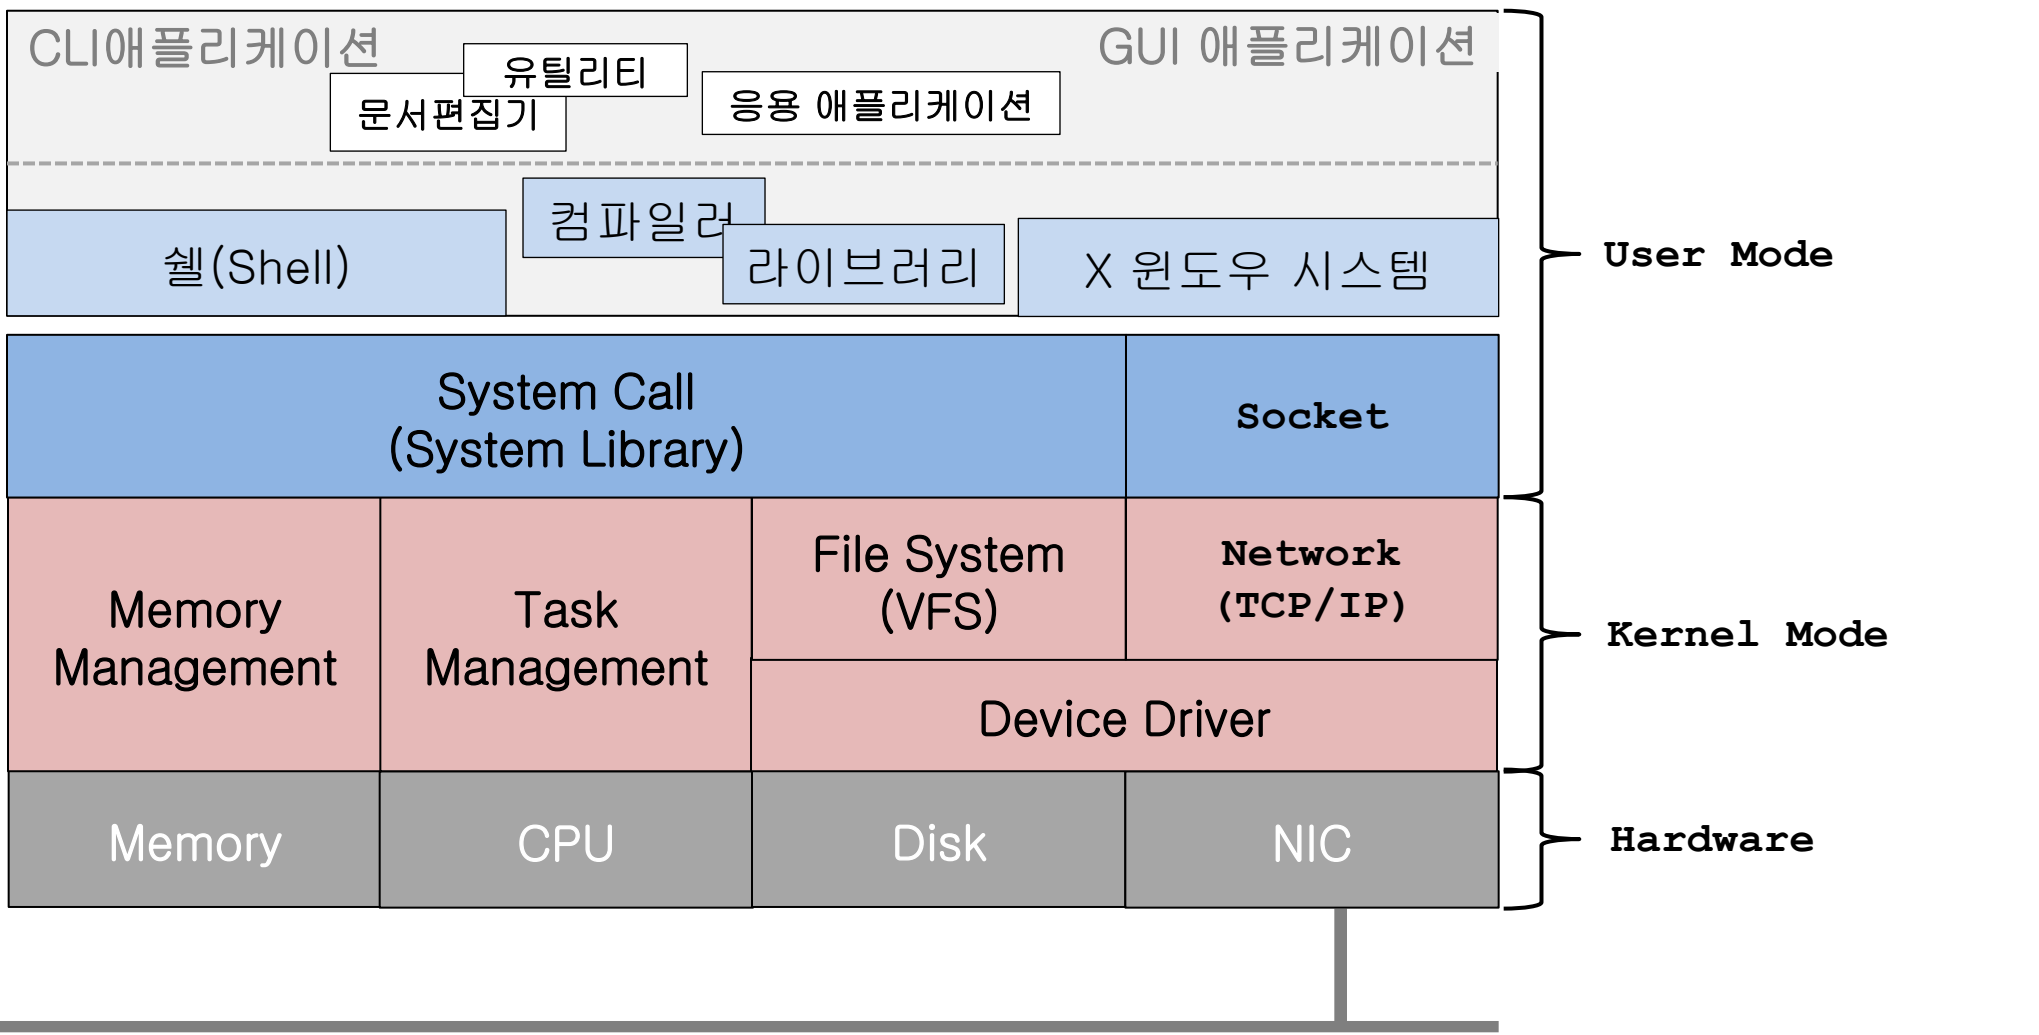 CLI애플리케이션
GUI 애플리케이션
유틸리티
문서편집기
응용 애플리케이션
컴파일러
쉘(Shell)
라이브러리
X 윈도우 시스템
User Mode
System Call
(System Library)
Socket
Memory
Management
Task
Management
File System
(VFS)
Network
(TCP/IP)
Device Driver
Kernel Mode
Memory
CPU
Disk
NIC
Hardware